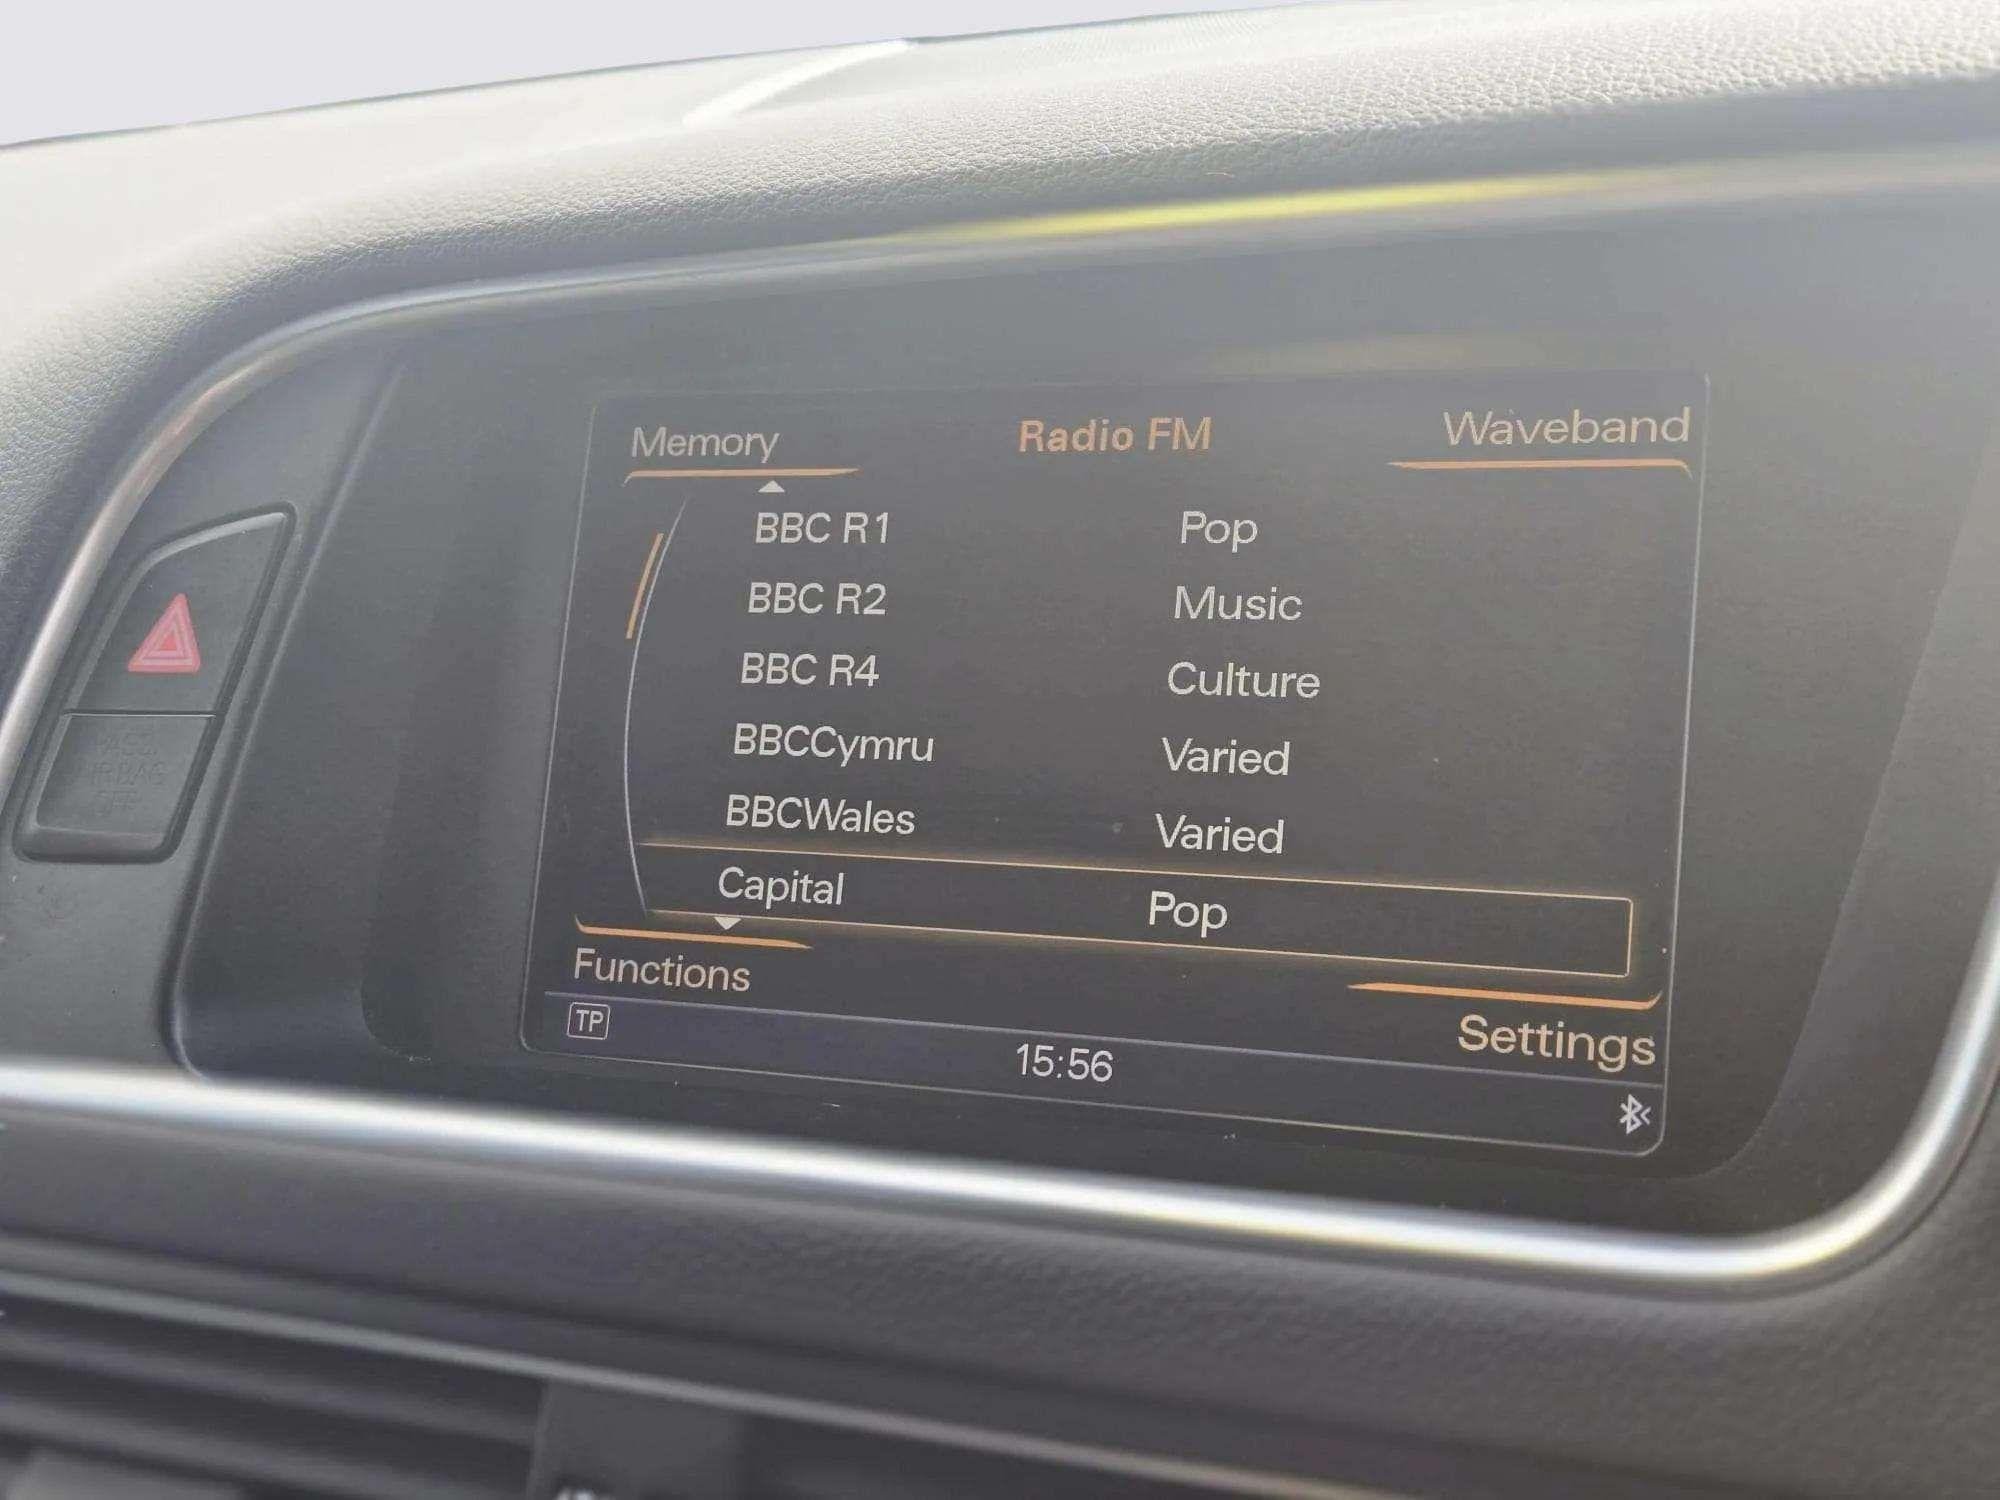 Memory Radio FM Waveband
BBC R1 Pop
BBC R2 Music
BBC R4 Culture
BBCCymru Varied
BBCWales Varied
Capital Pop
Functions
Settings
TP
15:56